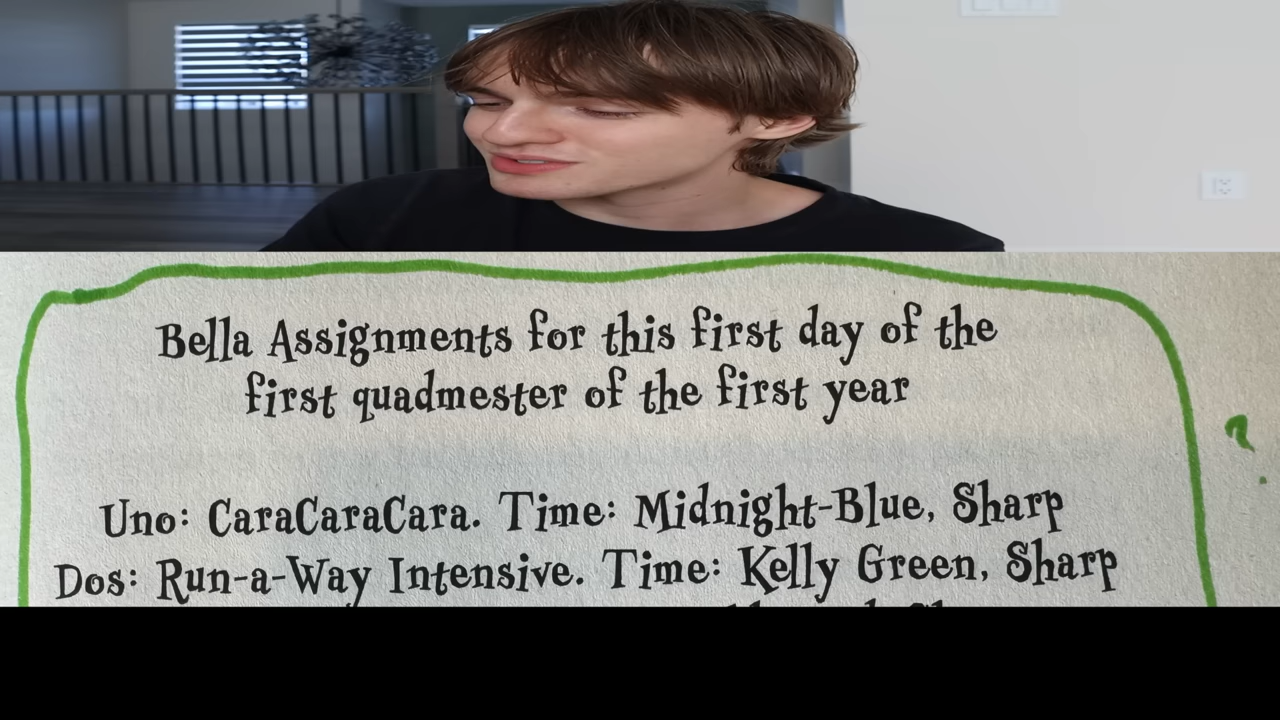 Bella Assignments for this first day of the
first quadmester of the first year
Uno: CaraCaraCara. Time: Midnight-Blue, Sharp
Dos: Run-a-Way Intensive. Time: Kelly Green, Sharp
?